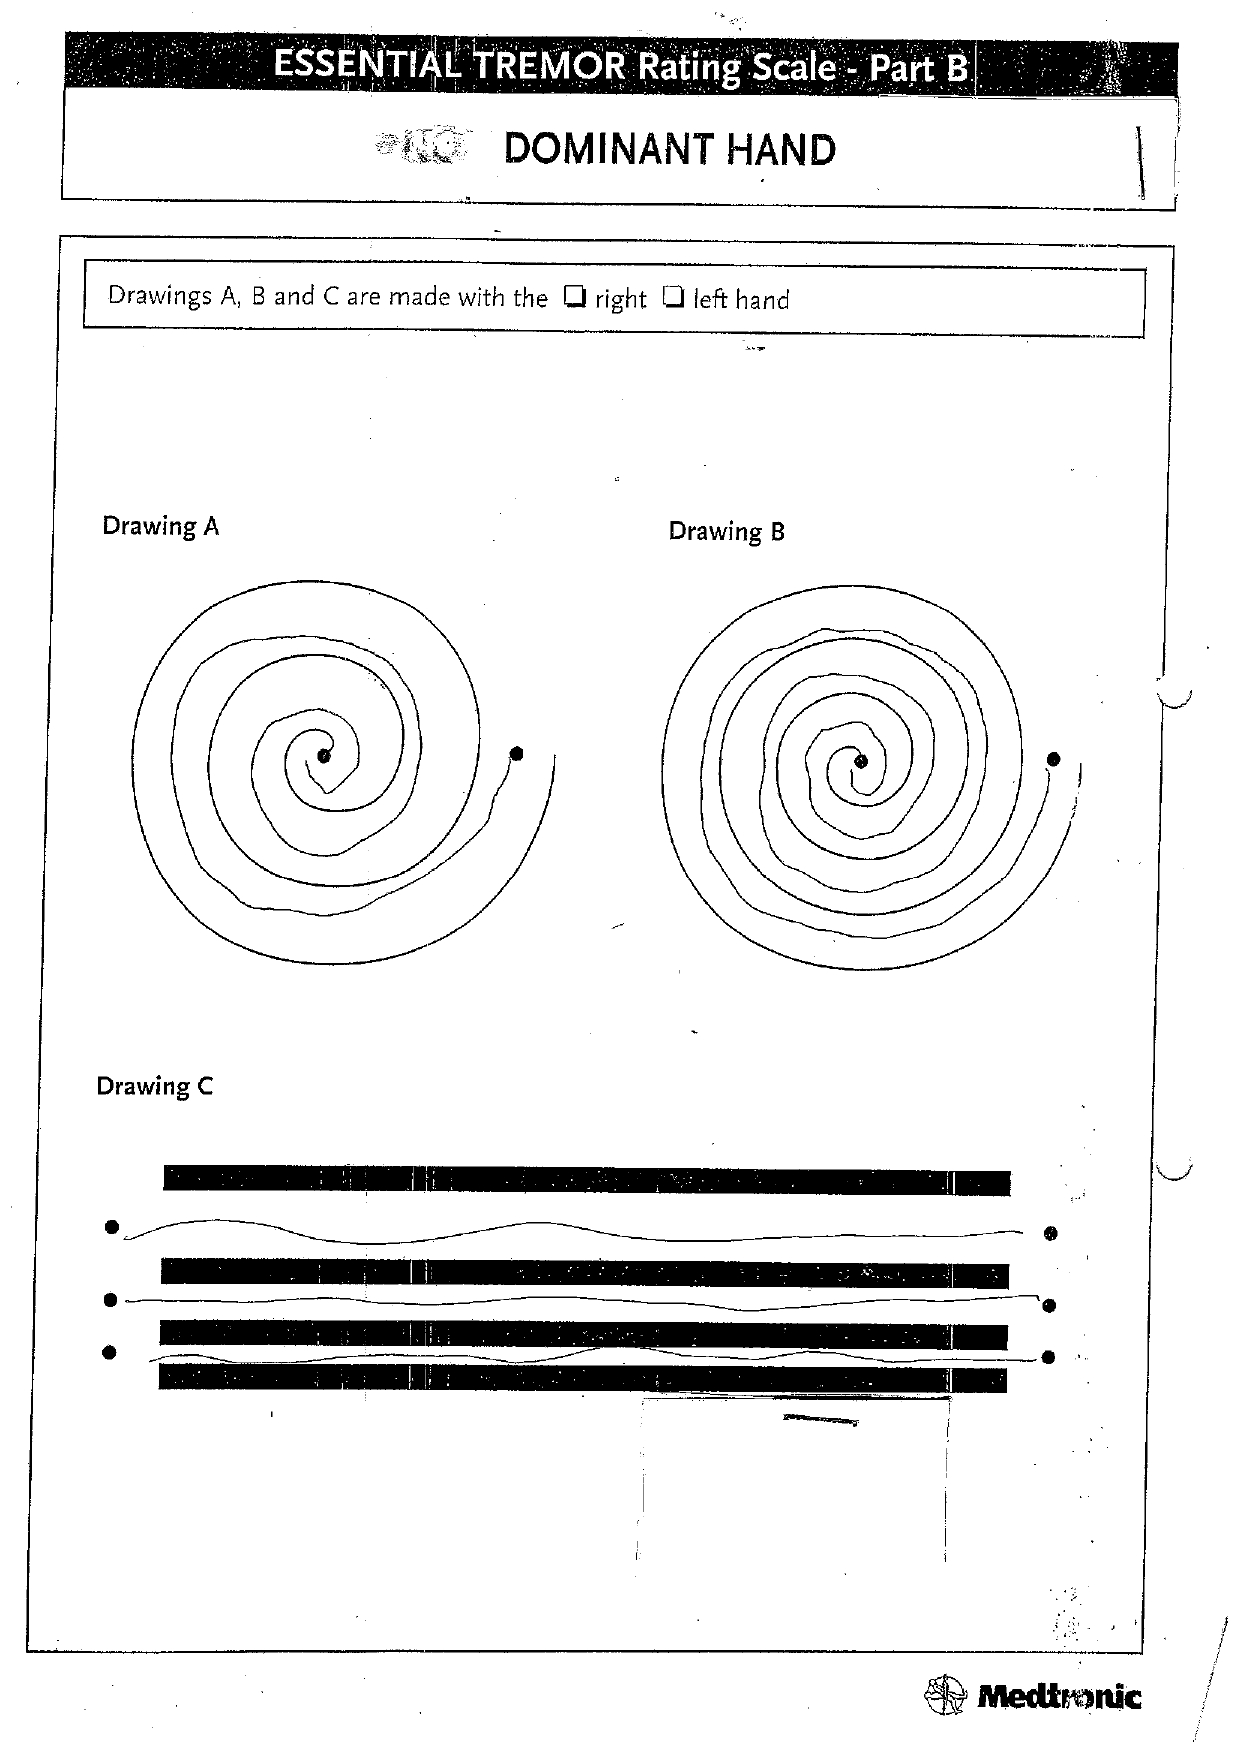 ESSENTIAL TREMOR Rating Scale - Part B
DOMINANT HAND
Drawings A, B and C are made with the ❏ right ❏ left hand
Drawing A
Drawing B
Drawing C
Medtronic